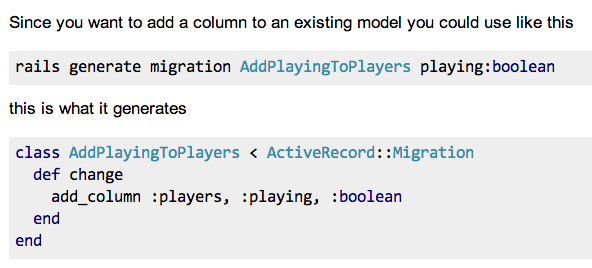 Since you want to add a column to an existing model you could use like this
rails generate migration AddPlayingToPlayers playing:boolean
this is what it generates
class AddPlayingToPlayers < ActiveRecord::Migration
  def change
    add_column :players, :playing, :boolean
  end
end